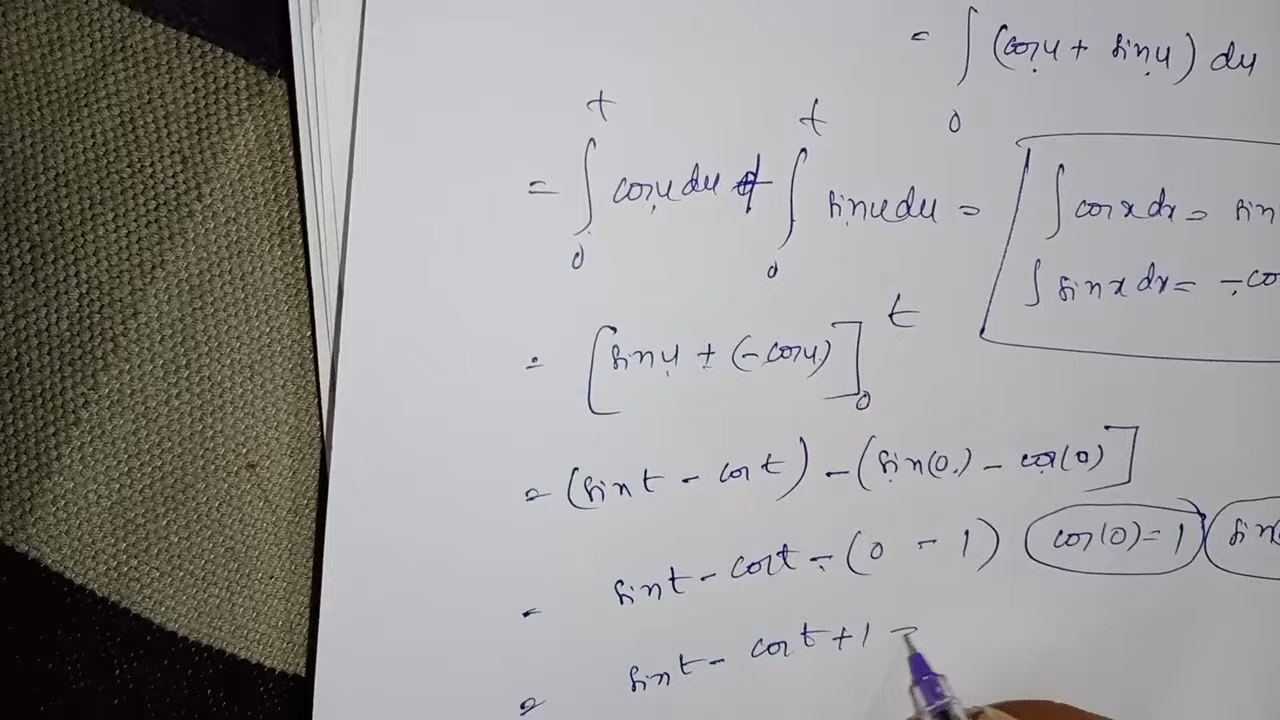 = ∫₀ (cos u + sin u) du
= ∫₀ᵗ cos u du + ∫₀ᵗ sin u du =
∫ cos x dx = sin
∫ sin x dx = -co
= [sin u + (-cos u)]₀ᵗ
= (sin t - cos t) - (sin(0) - cos(0)]
= sin t - cos t - (0 - 1) cos(0) = 1 sin(
= sin t - cos t + 1 =